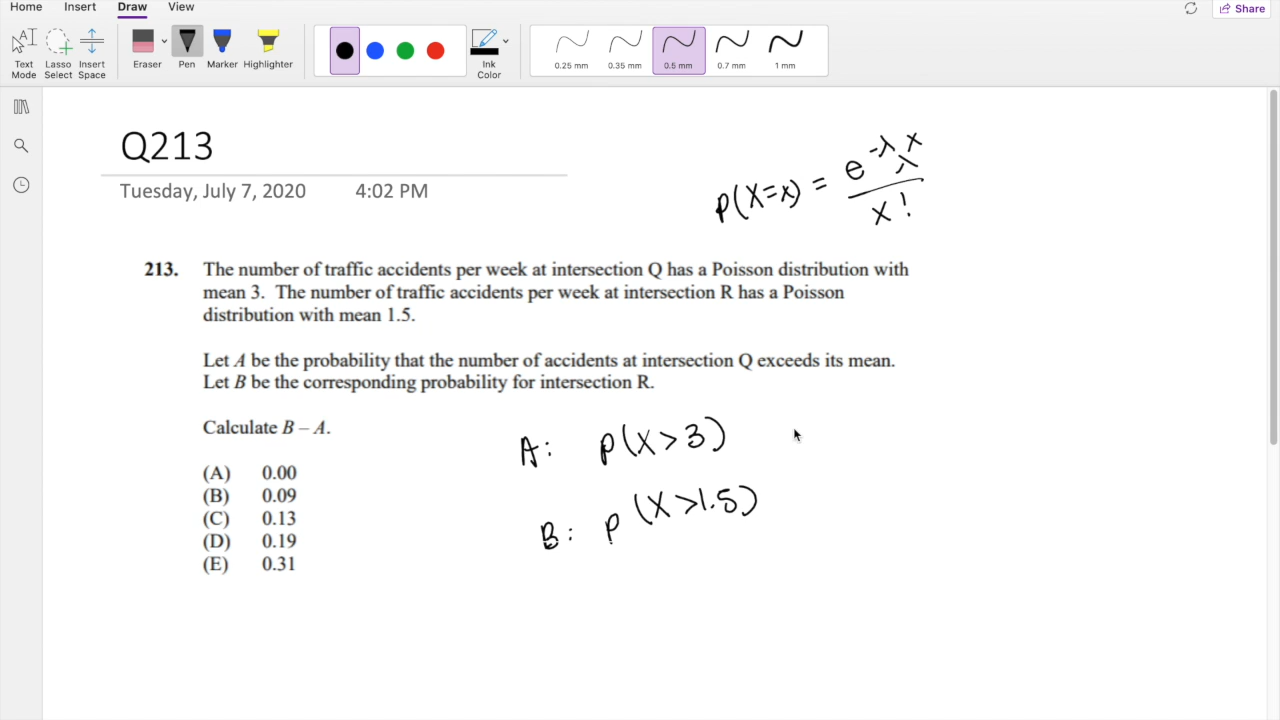 Home Insert Draw View
Share
Text Mode
Lasso Select
Insert Space
Eraser
Pen
Marker
Highlighter
Ink Color
0.25 mm
0.35 mm
0.5 mm
0.7 mm
1 mm
Q213
Tuesday, July 7, 2020 4:02 PM
P(X=x) = e^{-λ} λ^x / x!
213. The number of traffic accidents per week at intersection Q has a Poisson distribution with
mean 3. The number of traffic accidents per week at intersection R has a Poisson
distribution with mean 1.5.
Let A be the probability that the number of accidents at intersection Q exceeds its mean.
Let B be the corresponding probability for intersection R.
Calculate B – A.
A: P(X>3)
(A) 0.00
(B) 0.09
B: P(X>1.5)
(C) 0.13
(D) 0.19
(E) 0.31